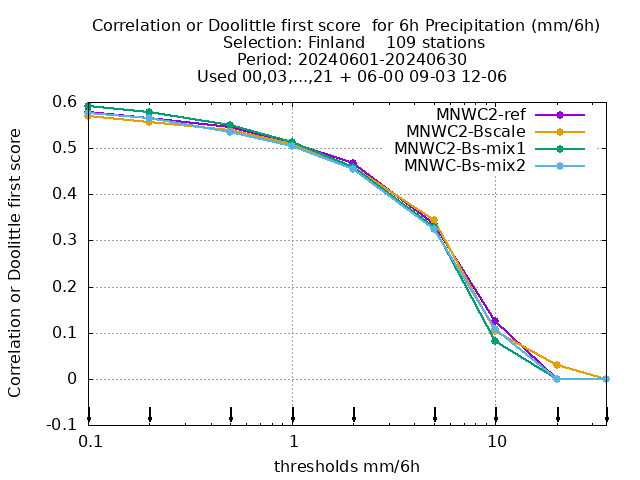 Correlation or Doolittle first score  for 6h Precipitation (mm/6h)
Selection: Finland    109 stations
Period: 20240601-20240630
Used 00,03,...,21 + 06-00 09-03 12-06
MNWC2-ref
MNWC2-Bscale
MNWC2-Bs-mix1
MNWC-Bs-mix2
Correlation or Doolittle first score
0.6
0.5
0.4
0.3
0.2
0.1
0
-0.1
0.1
1
10
thresholds mm/6h